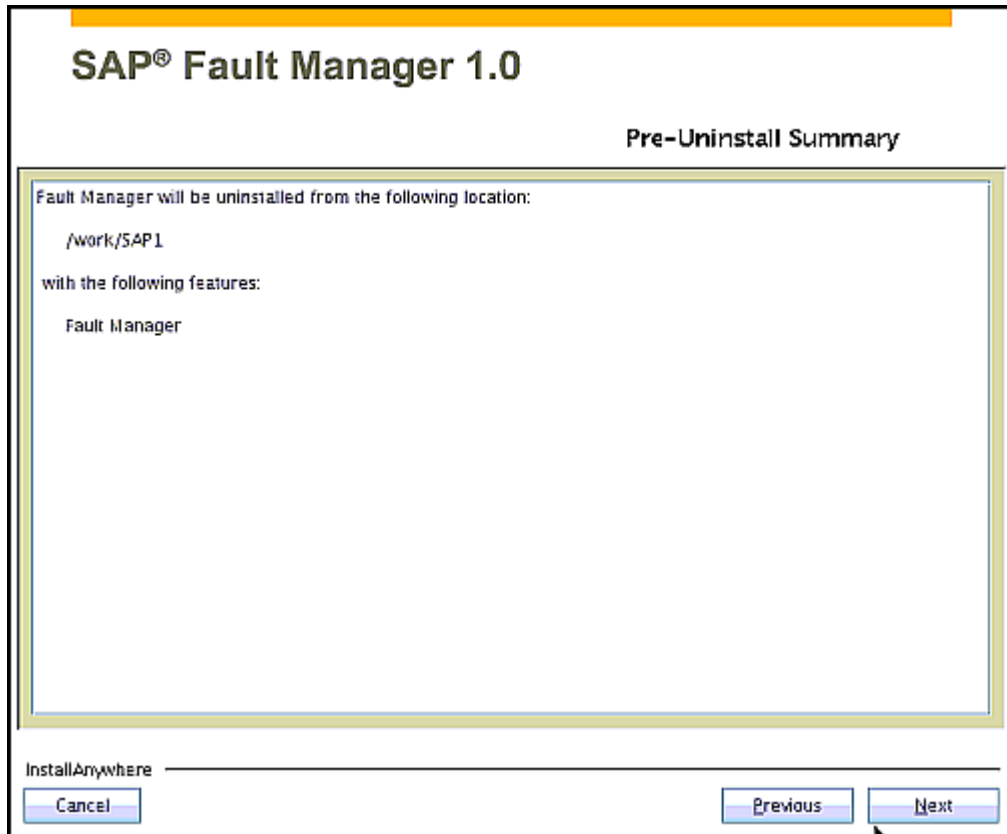 SAP® Fault Manager 1.0
Pre-Uninstall Summary
Fault Manager will be uninstalled from the following location:
/work/SAP1
with the following features:
Fault Manager
InstallAnywhere
Cancel
Previous
Next